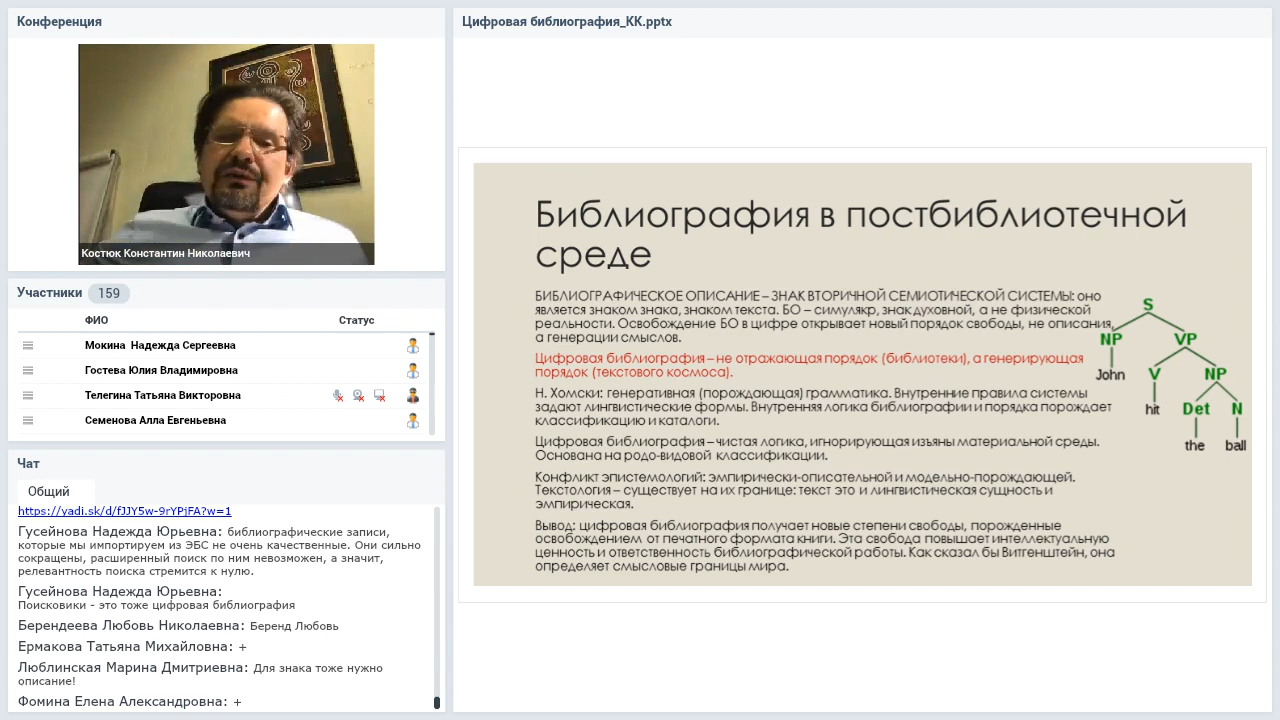 Конференция
Костюк Константин Николаевич
Участники 159
ФИО Статус
Мокина Надежда Сергеевна
Гостева Юлия Владимировна
Телегина Татьяна Викторовна
Семенова Алла Евгеньевна
Чат
Общий
https://yadi.sk/d/fJJY5w-9rYPjFA?w=1
Гусейнова Надежда Юрьевна: библиографические записи,
которые мы импортируем из ЭБС не очень качественные. Они сильно
сокращены, расширенный поиск по ним невозможен, а значит,
релевантность поиска стремится к нулю.
Гусейнова Надежда Юрьевна:
Поисковики - это тоже цифровая библиография
Берендеева Любовь Николаевна: Беренд Любовь
Ермакова Татьяна Михайловна: +
Люблинская Марина Дмитриевна: Для знака тоже нужно
описание!
Фомина Елена Александровна: +
Цифровая библиография_КК.pptx
Библиография в постбиблиотечной
среде
БИБЛИОГРАФИЧЕСКОЕ ОПИСАНИЕ – ЗНАК ВТОРИЧНОЙ СЕМИОТИЧЕСКОЙ СИСТЕМЫ: оно
является знаком знака, знаком текста. БО – симулякр, знак духовной, а не физической
реальности. Освобождение БО в цифре открывает новый порядок свободы, не описания,
а генерации смыслов.
Цифровая библиография – не отражающая порядок (библиотеки), а генерирующая
порядок (текстового космоса).
Н. Хомски: генеративная (порождающая) грамматика. Внутренние правила системы
задают лингвистические формы. Внутренняя логика библиографии и порядка порождает
классификацию и каталоги.
Цифровая библиография – чистая логика, игнорирующая изъяны материальной среды.
Основана на родо-видовой классификации.
Конфликт эпистемологий: эмпирически-описательной и модельно-порождающей.
Текстология – существует на их границе: текст это и лингвистическая сущность и
эмпирическая.
Вывод: цифровая библиография получает новые степени свободы, порожденные
освобождением от печатного формата книги. Эта свобода повышает интеллектуальную
ценность и ответственность библиографической работы. Как сказал бы Витгенштейн, она
определяет смысловые границы мира.
S
NP VP
John V NP
hit Det N
the ball